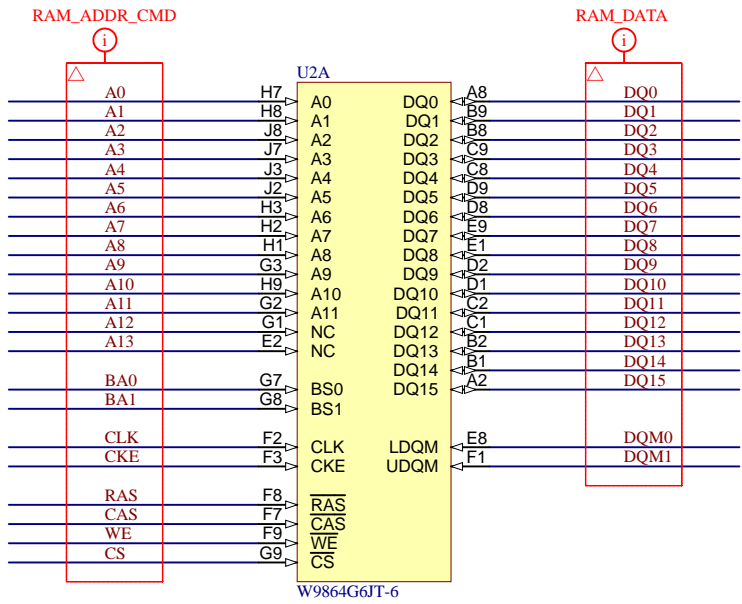 RAM_ADDR_CMD RAM_DATA
i i
U2A
A0 H7 A0 DQ0 A8 DQ0
A1 H8 A1 DQ1 B9 DQ1
A2 J8 A2 DQ2 B8 DQ2
A3 J7 A3 DQ3 C9 DQ3
A4 J3 A4 DQ4 C8 DQ4
A5 J2 A5 DQ5 D9 DQ5
A6 H3 A6 DQ6 D8 DQ6
A7 H2 A7 DQ7 E9 DQ7
A8 H1 A8 DQ8 E1 DQ8
A9 G3 A9 DQ9 D2 DQ9
A10 H9 A10 DQ10 D1 DQ10
A11 G2 A11 DQ11 C2 DQ11
A12 G1 NC DQ12 C1 DQ12
A13 E2 NC DQ13 B2 DQ13
DQ14 B1 DQ14
BA0 G7 BS0 DQ15 A2 DQ15
BA1 G8 BS1
CLK F2 CLK LDQM E8 DQM0
CKE F3 CKE UDQM F1 DQM1
RAS F8 RAS
CAS F7 CAS
WE F9 WE
CS G9 CS
W9864G6JT-6